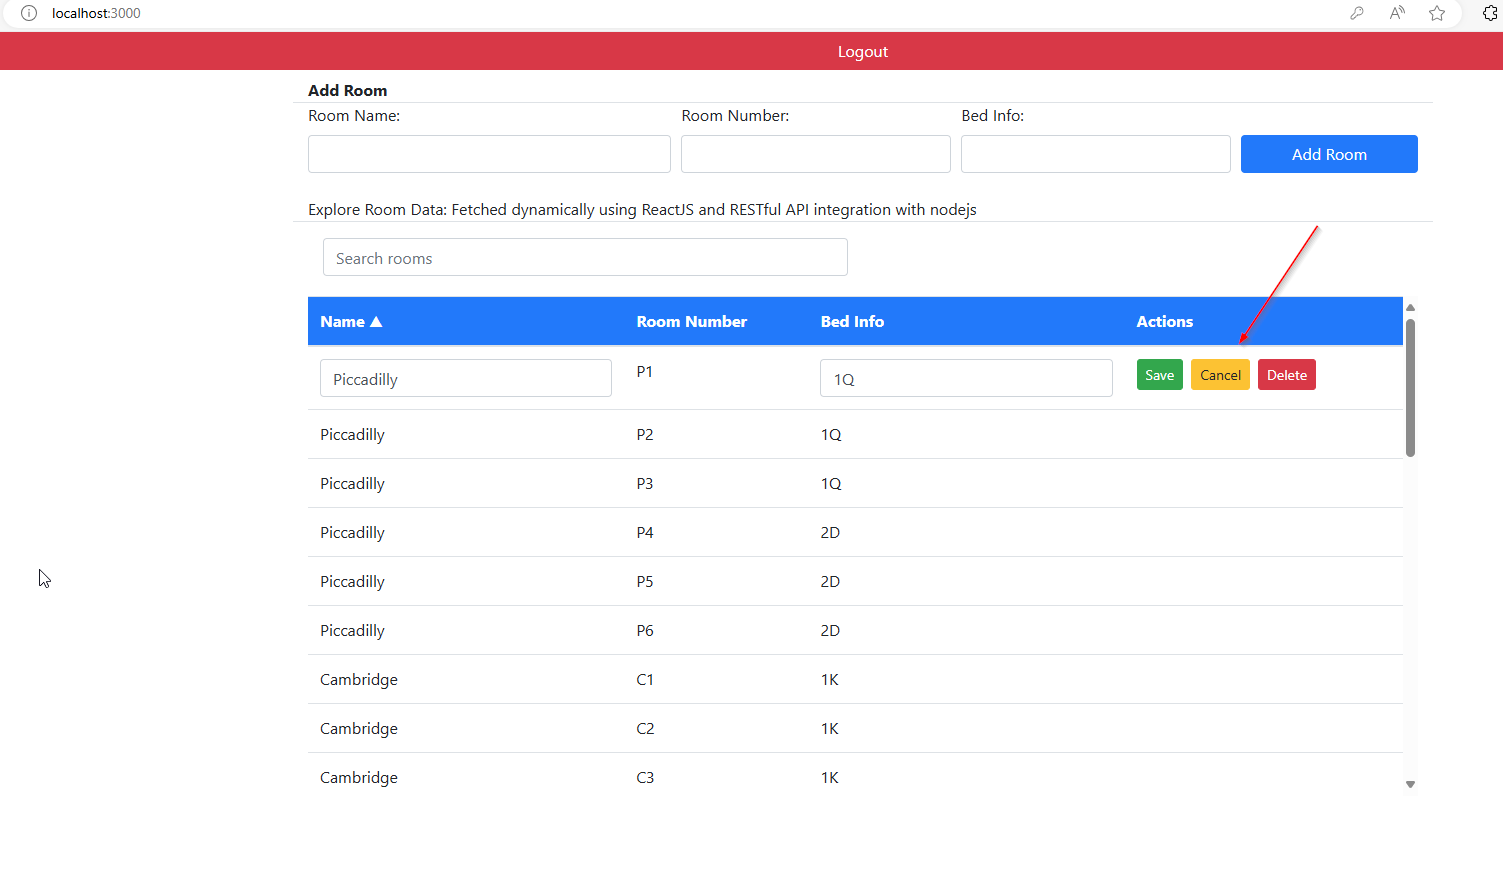 localhost:3000
Logout
Add Room
Room Name: Room Number: Bed Info:
Add Room
Explore Room Data: Fetched dynamically using ReactJS and RESTful API integration with nodejs
Search rooms
Name ▲ Room Number Bed Info Actions
Piccadilly P1 1Q Save Cancel Delete
Piccadilly P2 1Q
Piccadilly P3 1Q
Piccadilly P4 2D
Piccadilly P5 2D
Piccadilly P6 2D
Cambridge C1 1K
Cambridge C2 1K
Cambridge C3 1K